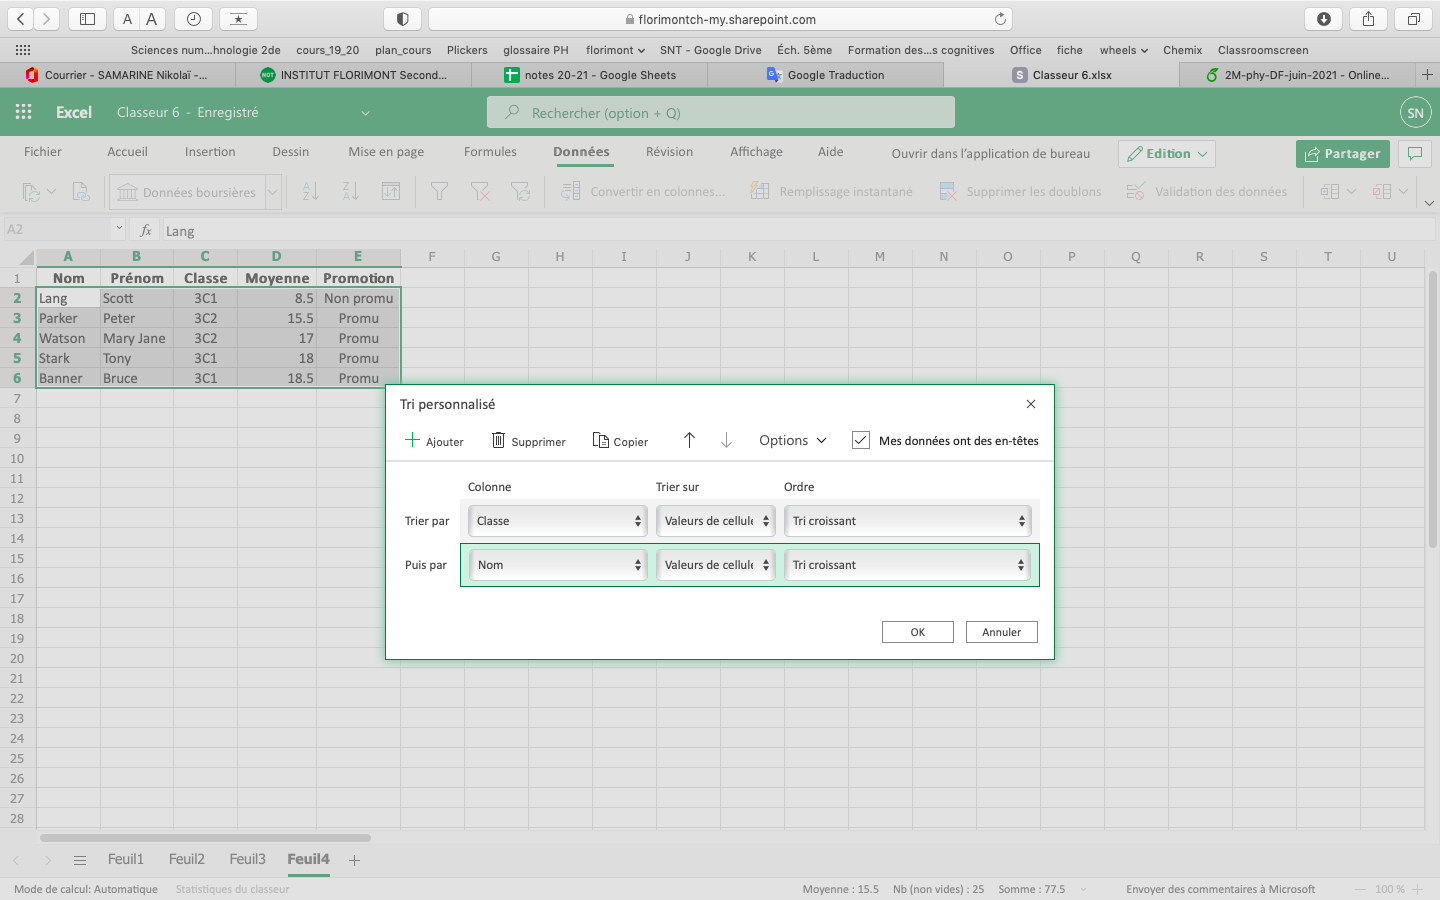 florimontch-my.sharepoint.com
Sciences num...hnologie 2de cours_19_20 plan_cours Plickers glossaire PH florimont SNT - Google Drive Éch. 5ème Formation des...s cognitives Office fiche wheels Chemix Classroomscreen
Courrier - SAMARINE Nikolaï -... INSTITUT FLORIMONT Second... notes 20-21 - Google Sheets Google Traduction S Classeur 6.xlsx 2M-phy-DF-juin-2021 - Online...
Excel Classeur 6 - Enregistré Rechercher (option + Q) SN
Fichier Accueil Insertion Dessin Mise en page Formules Données Révision Affichage Aide Ouvrir dans l'application de bureau Edition Partager
Données boursières Convertir en colonnes... Remplissage instantané Supprimer les doublons Validation des données
A2 fx Lang
A B C D E F G H I J K L M N O P Q R S T U
1 Nom Prénom Classe Moyenne Promotion
2 Lang Scott 3C1 8.5 Non promu
3 Parker Peter 3C2 15.5 Promu
4 Watson Mary Jane 3C2 17 Promu
5 Stark Tony 3C1 18 Promu
6 Banner Bruce 3C1 18.5 Promu
7
8
9
10
11
12
13
14
15
16
17
18
19
20
21
22
23
24
25
26
27
28
Tri personnalisé
Ajouter Supprimer Copier Options Mes données ont des en-têtes
Colonne Trier sur Ordre
Trier par Classe Valeurs de cellule Tri croissant
Puis par Nom Valeurs de cellule Tri croissant
OK Annuler
Feuil1 Feuil2 Feuil3 Feuil4
Mode de calcul: Automatique Statistiques du classeur Moyenne : 15.5 Nb (non vides) : 25 Somme : 77.5 Envoyer des commentaires à Microsoft 100 %